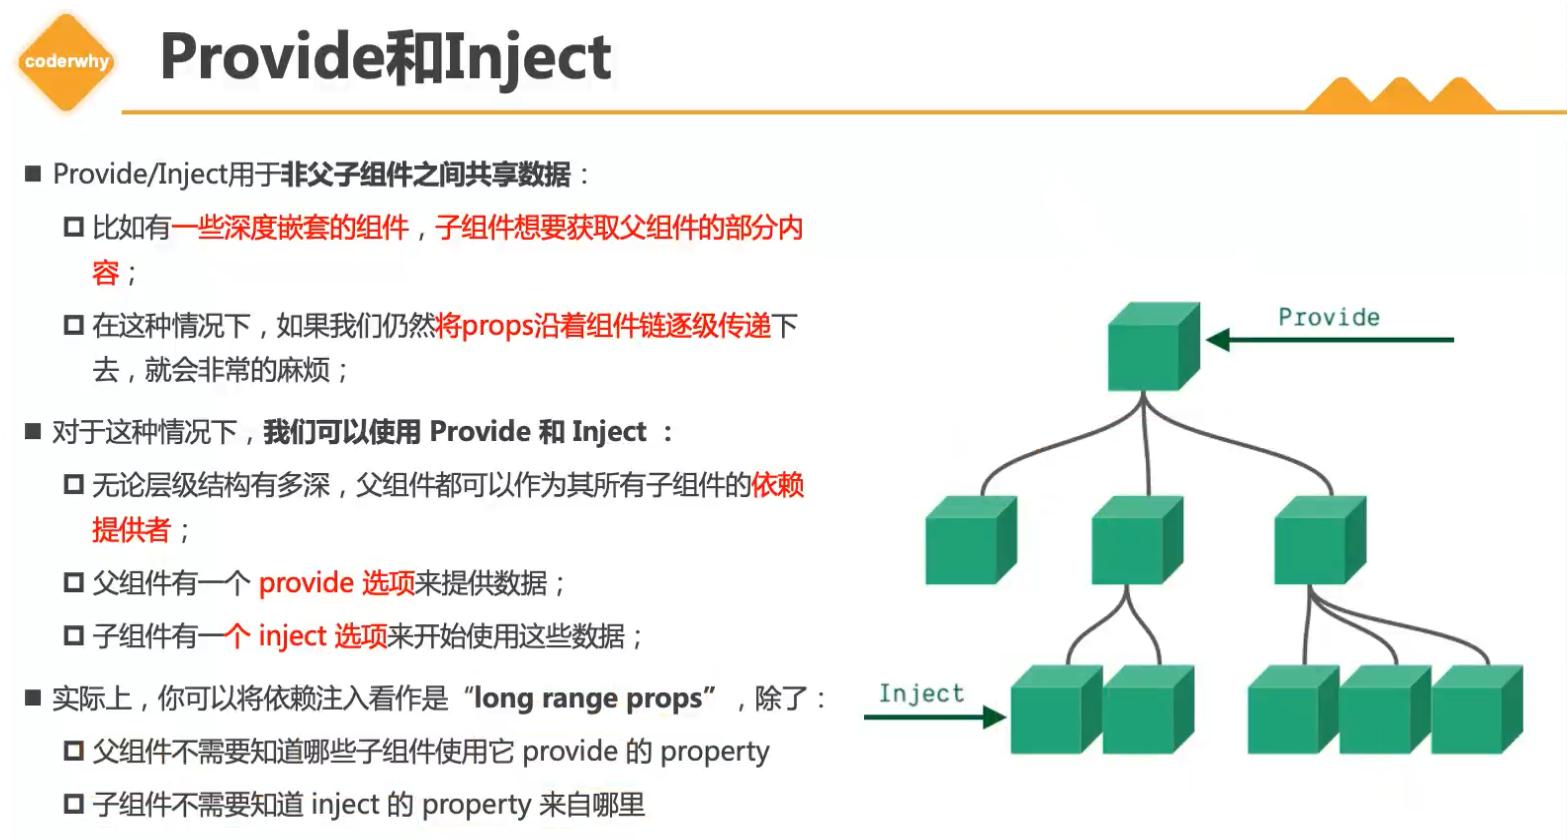 coderwhy
Provide和Inject
Provide/Inject用于非父子组件之间共享数据：
比如有一些深度嵌套的组件，子组件想要获取父组件的部分内
容；
在这种情况下，如果我们仍然将props沿着组件链逐级传递下
去，就会非常的麻烦；
对于这种情况下，我们可以使用 Provide 和 Inject ：
无论层级结构有多深，父组件都可以作为其所有子组件的依赖
提供者；
父组件有一个 provide 选项来提供数据；
子组件有一个 inject 选项来开始使用这些数据；
实际上，你可以将依赖注入看作是“long range props”，除了：
父组件不需要知道哪些子组件使用它 provide 的 property
子组件不需要知道 inject 的 property 来自哪里
Provide
Inject